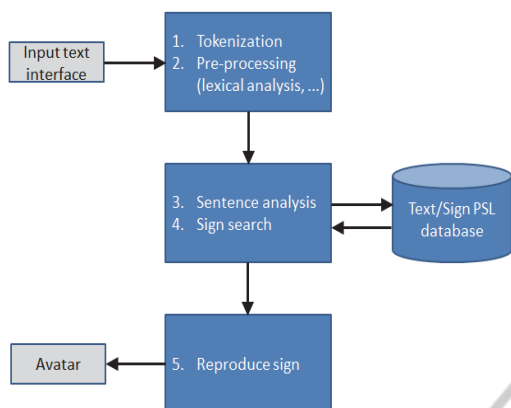 Input text
interface
1. Tokenization
2. Pre-processing
(lexical analysis, ...)
3. Sentence analysis
4. Sign search
Text/Sign PSL
database
Avatar
5. Reproduce sign